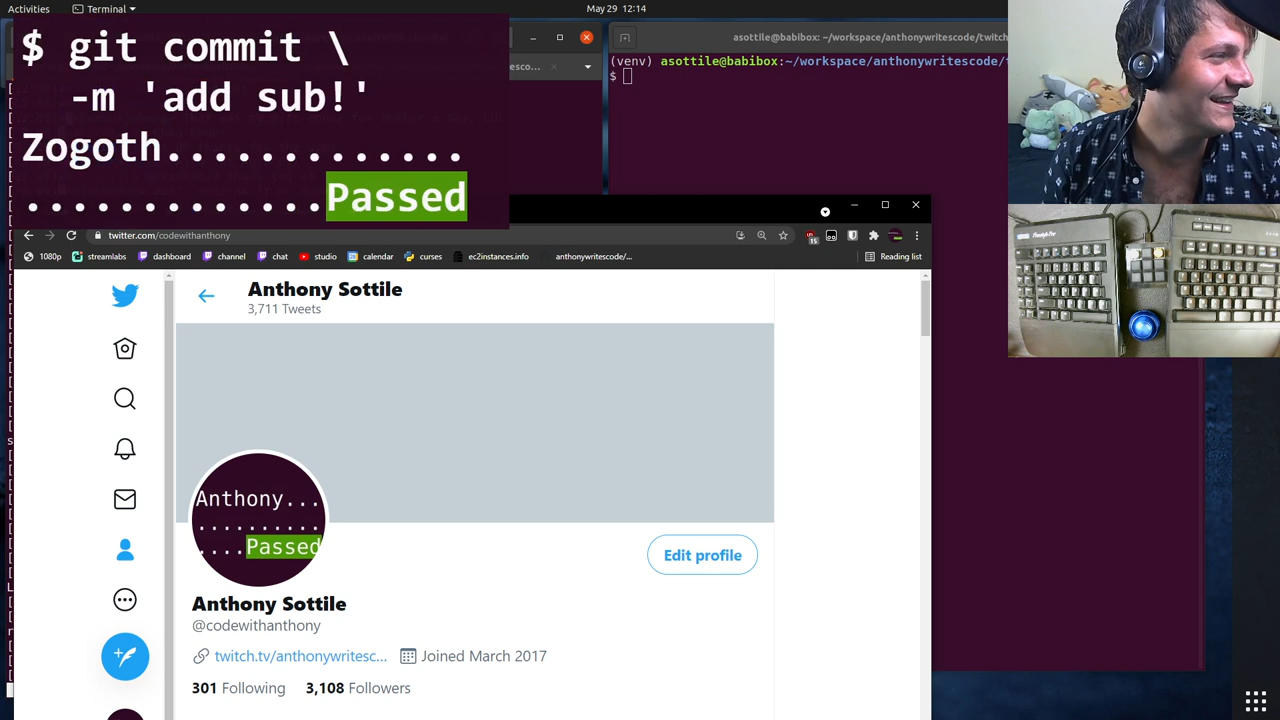 Activities
Terminal
May 29 12:14
$ git commit \
-m 'add sub!'
Zogoth.............
.............Passed
sco...
asottile@babibox: ~/workspace/anthonywritescode/twitch
(venv) asottile@babibox:~/workspace/anthonywritescode/
$
twitter.com/codewithanthony
15
1080p
streamlabs
dashboard
channel
chat
studio
calendar
curses
ec2instances.info
anthonywritescode/...
Reading list
Anthony Sottile
3,711 Tweets
Anthony...
..........
....Passed
Edit profile
Anthony Sottile
@codewithanthony
twitch.tv/anthonywritesc...
Joined March 2017
301 Following
3,108 Followers